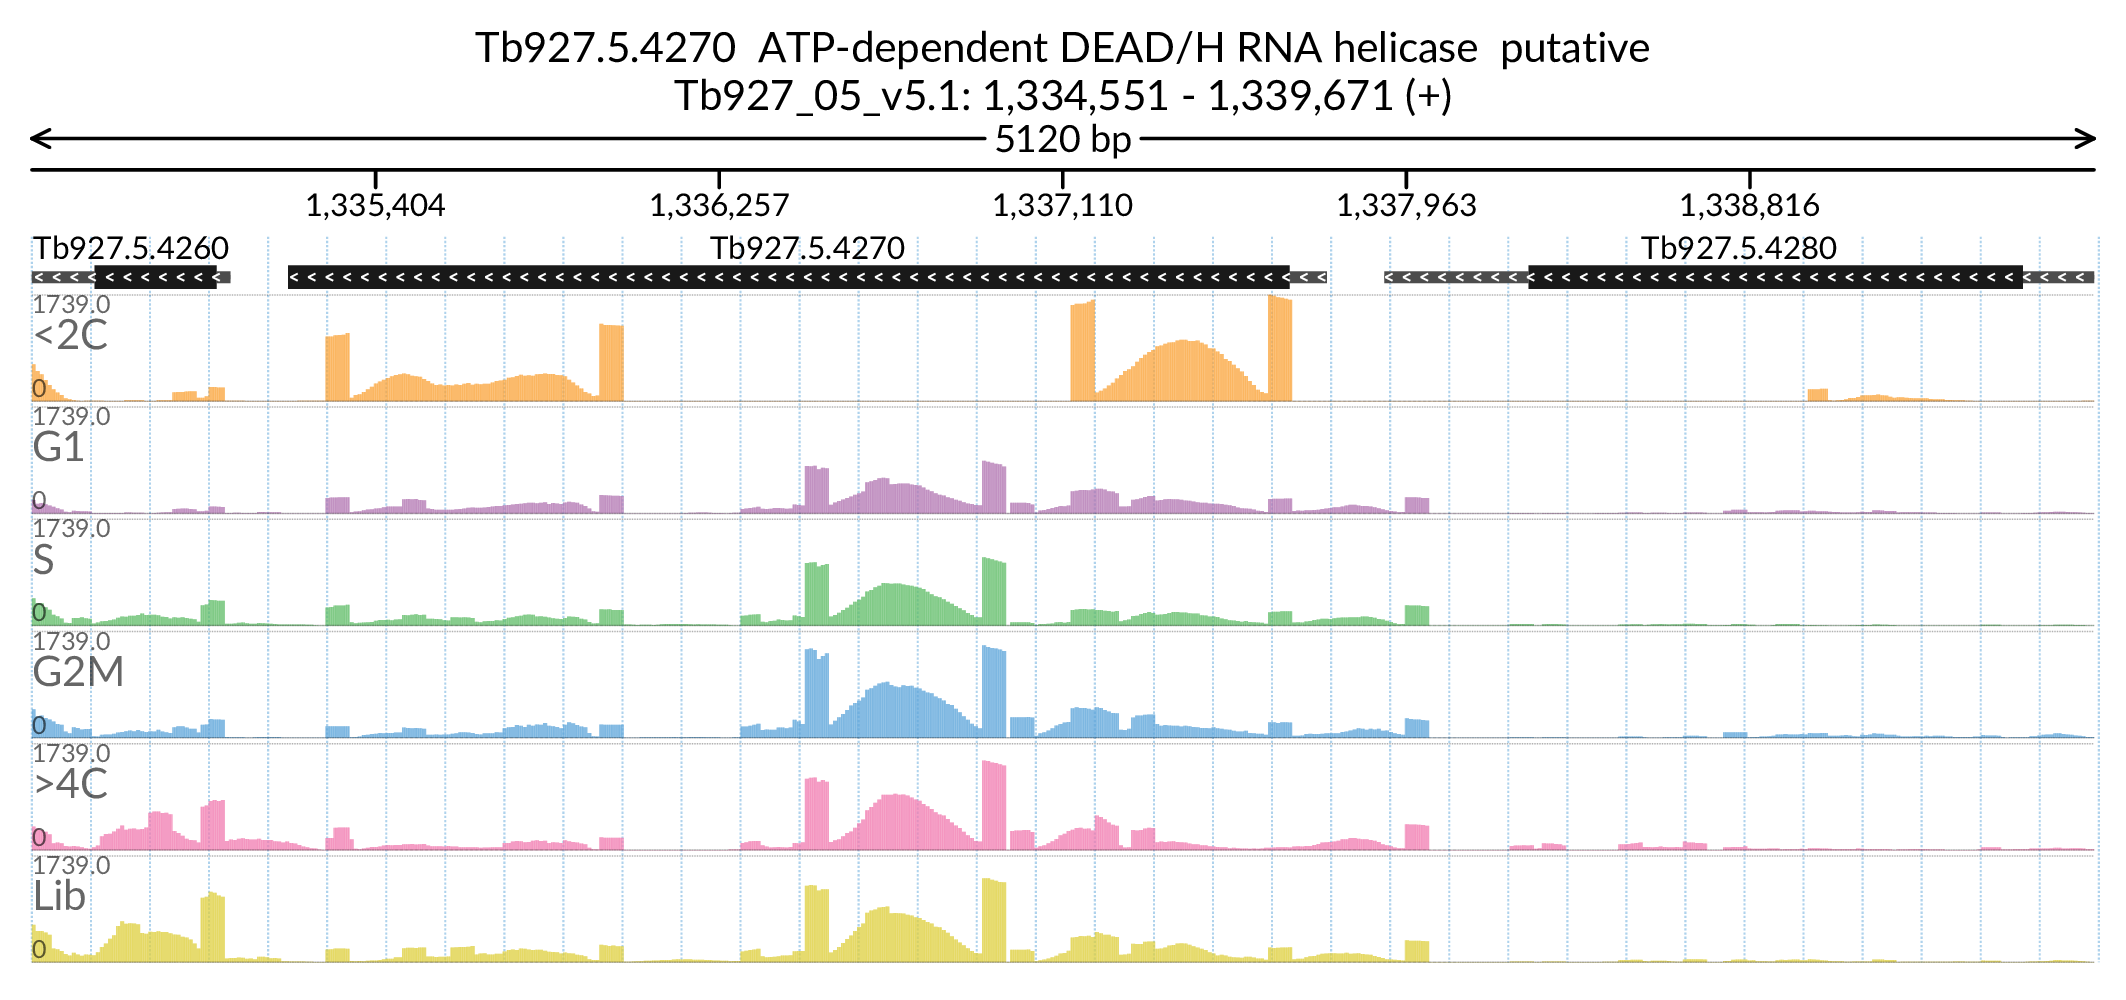 Tb927.5.4270 ATP-dependent DEAD/H RNA helicase putative
Tb927_05_v5.1: 1,334,551 - 1,339,671 (+)
5120 bp
1,335,404 1,336,257 1,337,110 1,337,963 1,338,816
Tb927.5.4260 Tb927.5.4270 Tb927.5.4280
1739.0
<2C
0
1739.0
G1
0
1739.0
S
0
1739.0
G2M
0
1739.0
>4C
0
1739.0
Lib
0